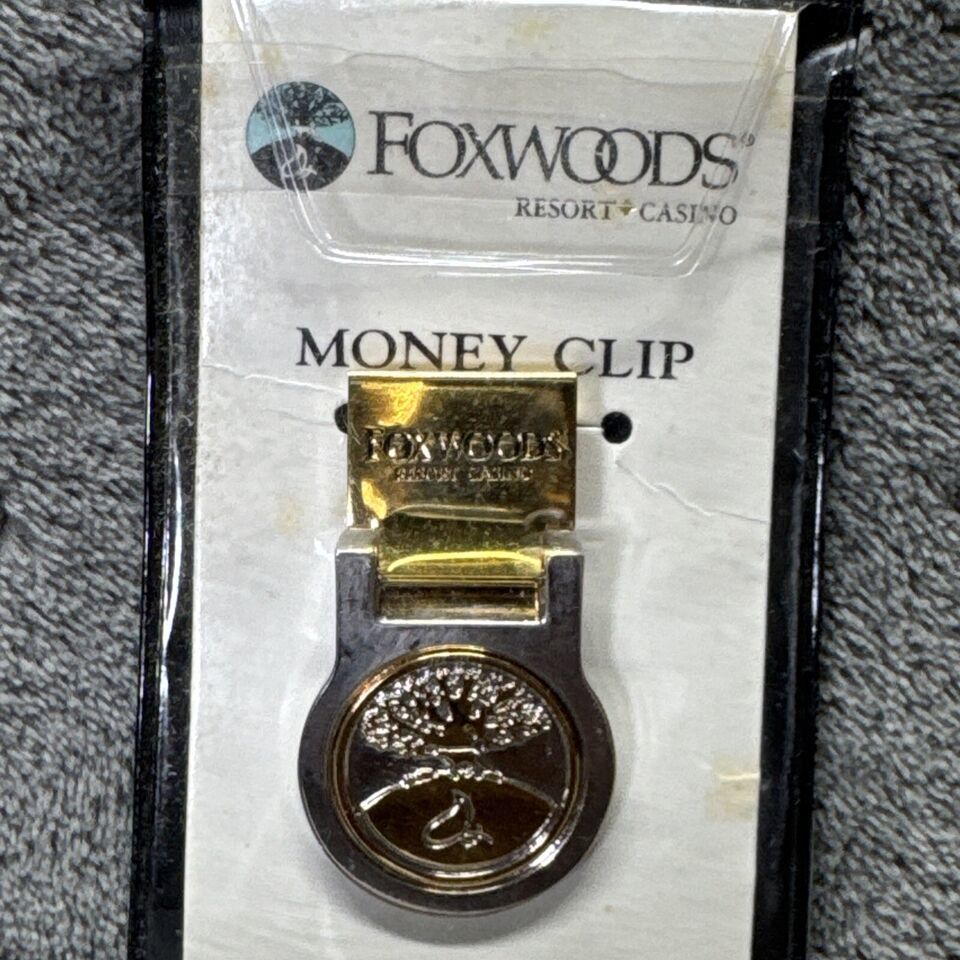 FOXWOODS®
RESORT CASINO
MONEY CLIP
FOXWOODS
RESORT CASINO